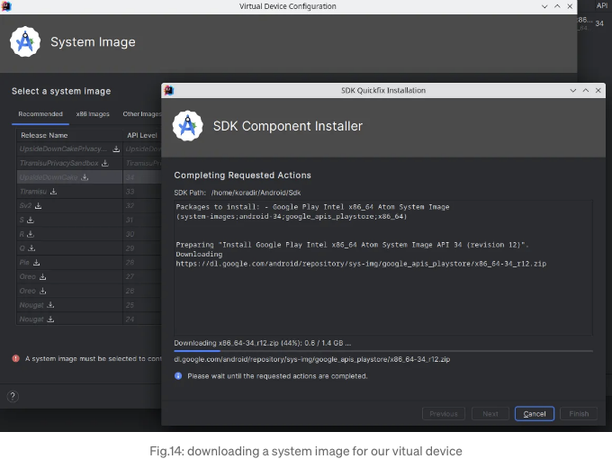 Virtual Device Configuration
API
System Image
86...
34
Select a system image
Recommended x86 Images Other Images
Release Name API Level
UpsideDownCakePrivacy... UpsideDow
TiramisuPrivacySandbox Tiramisu
UpsideDownCake 34
Tiramisu 33
Sv2 32
S 31
R 30
Q 29
Pie 28
Oreo 27
Oreo 26
Nougat 25
Nougat 24
A system image must be selected to cont
?
SDK Quickfix Installation
SDK Component Installer
Completing Requested Actions
SDK Path: /home/koradir/Android/Sdk
Packages to install: - Google Play Intel x86_64 Atom System Image
(system-images;android-34;google_apis_playstore;x86_64)
Preparing "Install Google Play Intel x86_64 Atom System Image API 34 (revision 12)".
Downloading
https://dl.google.com/android/repository/sys-img/google_apis_playstore/x86_64-34_r12.zip
Downloading x86_64-34_r12.zip (44%): 0.6 / 1.4 GB ...
dl.google.com/android/repository/sys-img/google_apis_playstore/x86_64-34_r12.zip
Please wait until the requested actions are completed.
Previous Next Cancel Finish
Fig.14: downloading a system image for our vitual device